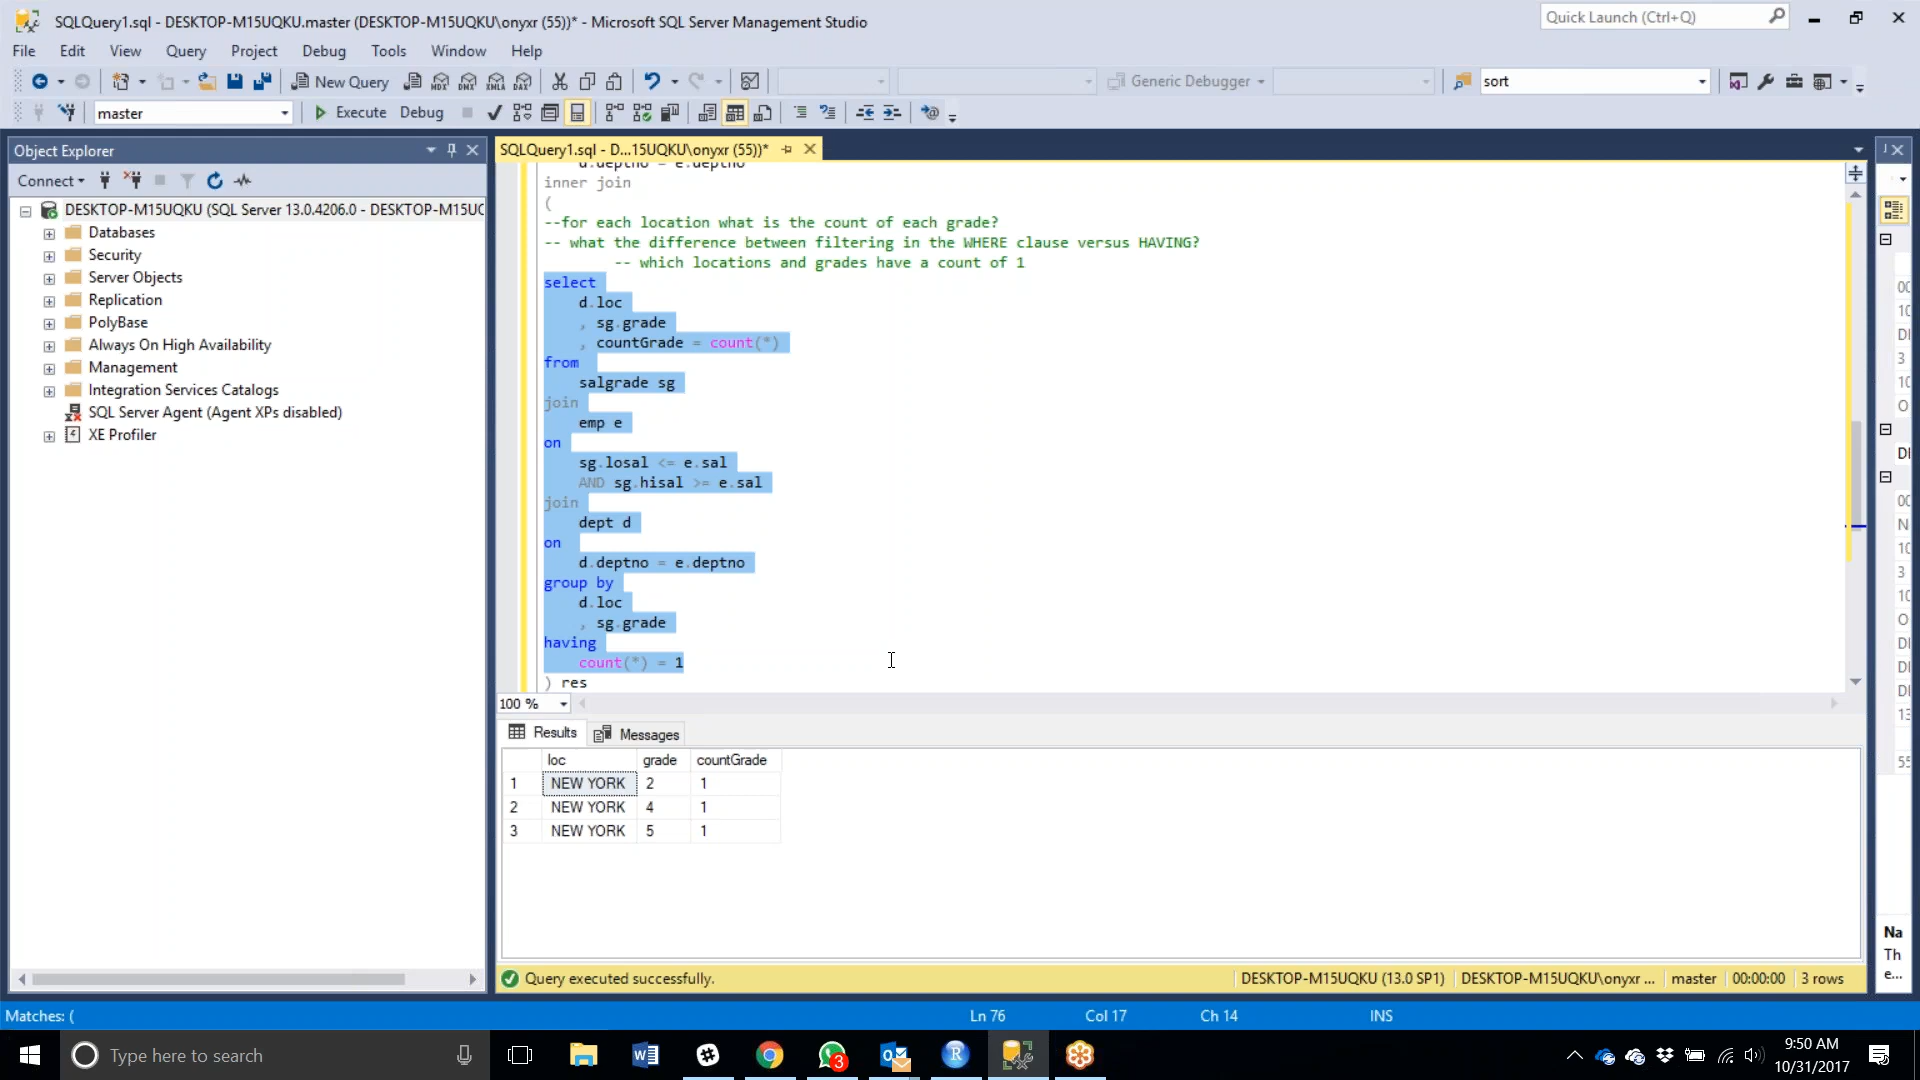 SQLQuery1.sql - DESKTOP-M15UQKU.master (DESKTOP-M15UQKU\onyxr (55))* - Microsoft SQL Server Management Studio
Quick Launch (Ctrl+Q)
File Edit View Query Project Debug Tools Window Help
New Query
MDX DMX XMLA DAX
Generic Debugger
sort
master
Execute Debug
Object Explorer
SQLQuery1.sql - D...15UQKU\onyxr (55))*
Connect
DESKTOP-M15UQKU (SQL Server 13.0.4206.0 - DESKTOP-M15UQ
Databases
Security
Server Objects
Replication
PolyBase
Always On High Availability
Management
Integration Services Catalogs
SQL Server Agent (Agent XPs disabled)
XE Profiler
d.deptno = e.deptno
inner join
(
--for each location what is the count of each grade?
-- what the difference between filtering in the WHERE clause versus HAVING?
-- which locations and grades have a count of 1
select
d.loc
, sg.grade
, countGrade = count(*)
from
salgrade sg
join
emp e
on
sg.losal <= e.sal
AND sg.hisal >= e.sal
join
dept d
on
d.deptno = e.deptno
group by
d.loc
, sg.grade
having
count(*) = 1
) res
100 %
Results Messages
loc grade countGrade
1 NEW YORK 2 1
2 NEW YORK 4 1
3 NEW YORK 5 1
Na
Th
e...
Query executed successfully.
DESKTOP-M15UQKU (13.0 SP1) DESKTOP-M15UQKU\onyxr ... master 00:00:00 3 rows
Matches: (
Ln 76 Col 17 Ch 14 INS
Type here to search
3
9:50 AM
10/31/2017